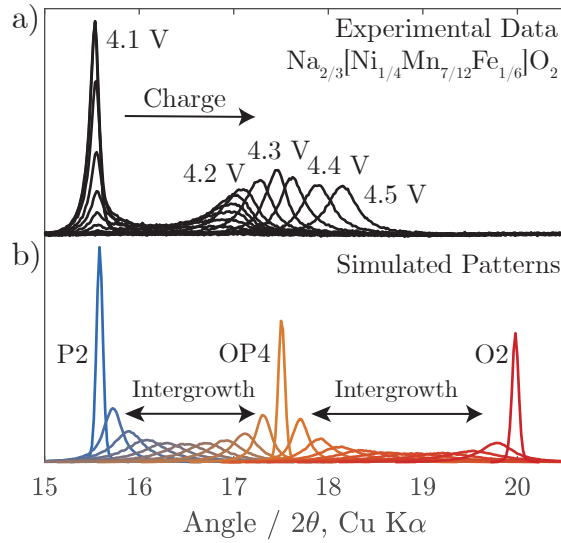 a)
Experimental Data
Na2/3[Ni1/4Mn7/12Fe1/6]O2
4.1 V
Charge
4.2 V
4.3 V
4.4 V
4.5 V
b)
Simulated Patterns
P2
OP4
O2
Intergrowth
Intergrowth
15 16 17 18 19 20
Angle / 2θ, Cu Kα